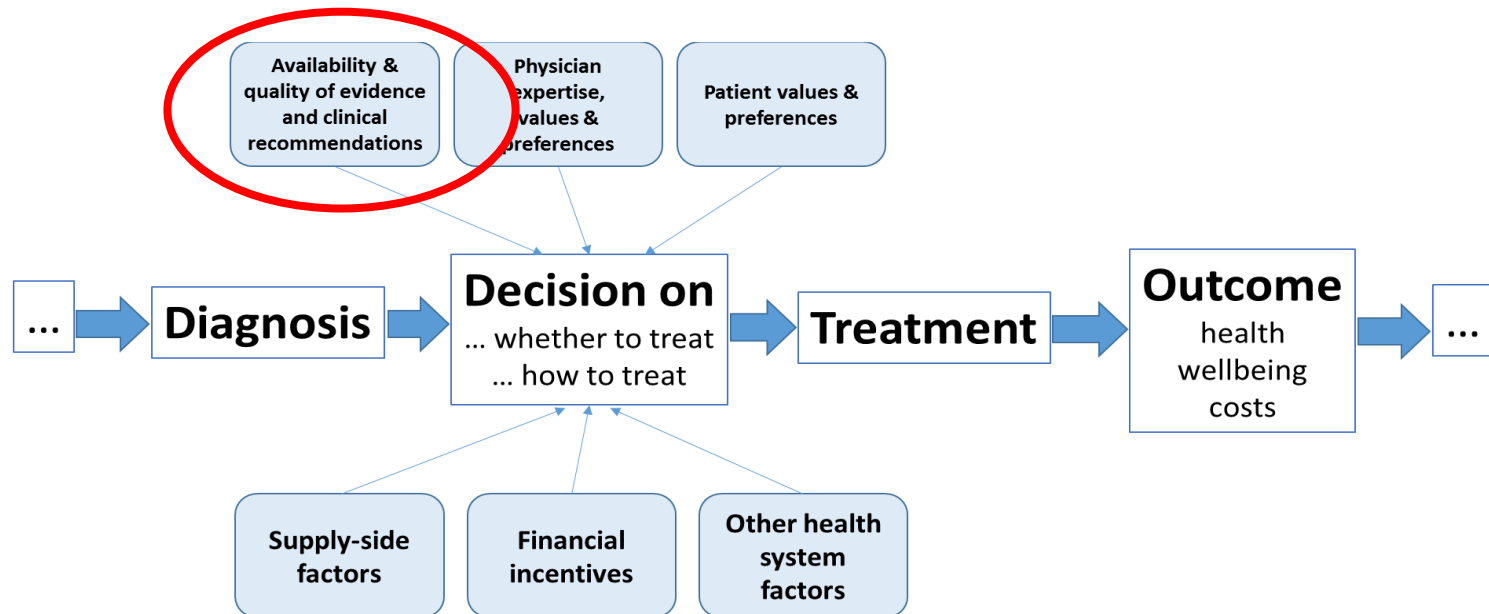 Availability &
quality of evidence
and clinical
recommendations
Physician
expertise,
values &
preferences
Patient values &
preferences
...
Diagnosis
Decision on
... whether to treat
... how to treat
Treatment
Outcome
health
wellbeing
costs
...
Supply-side
factors
Financial
incentives
Other health
system
factors